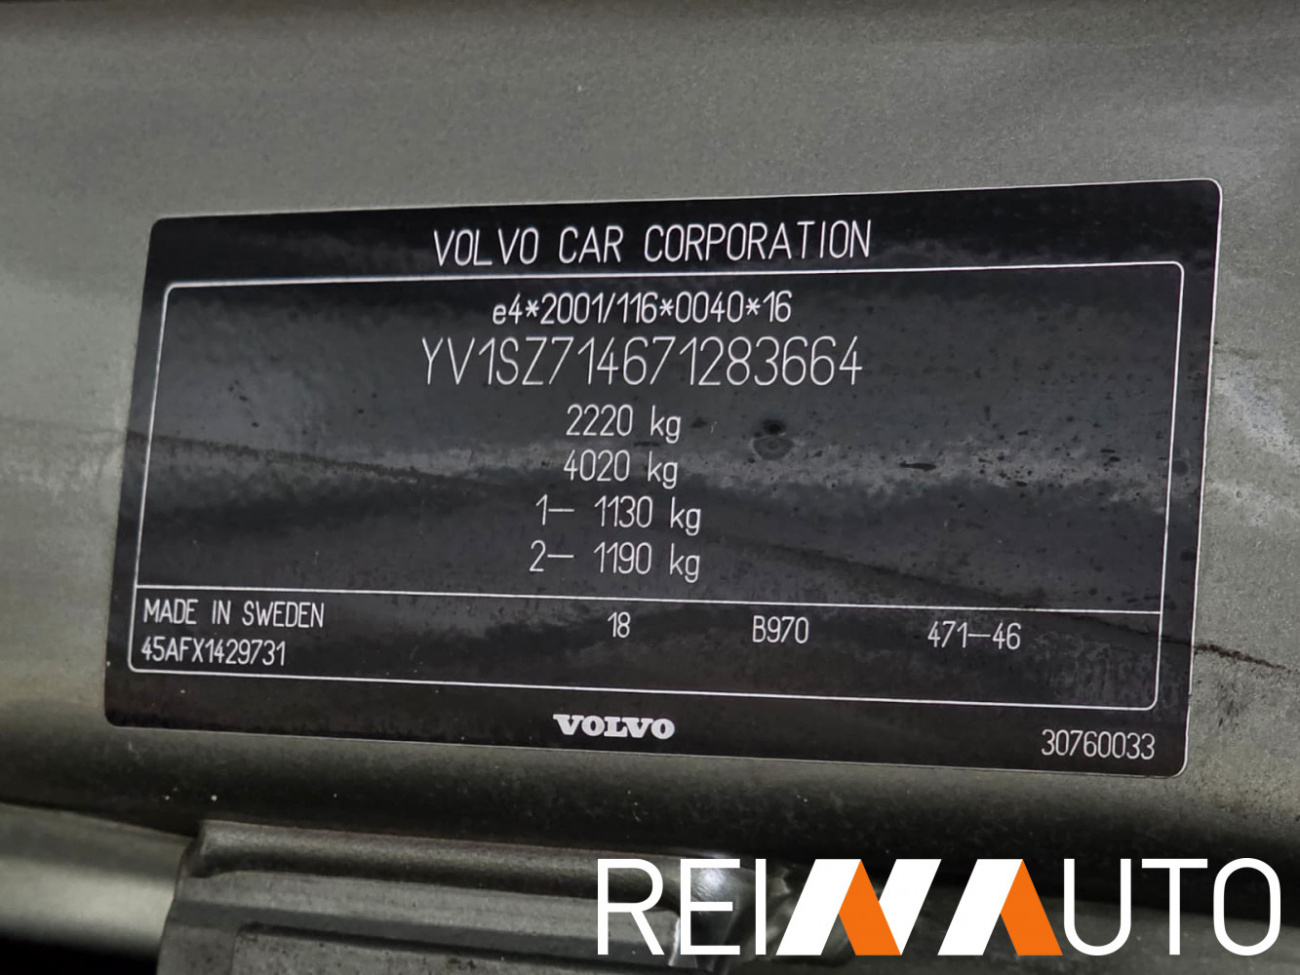 VOLVO CAR CORPORATION
e4*2001/116*0040*16
YV1SZ714671283664
2220 kg
4020 kg
1– 1130 kg
2– 1190 kg
MADE IN SWEDEN 18 B970 471–46
45AFX1429731
VOLVO
30760033
REINAUTO